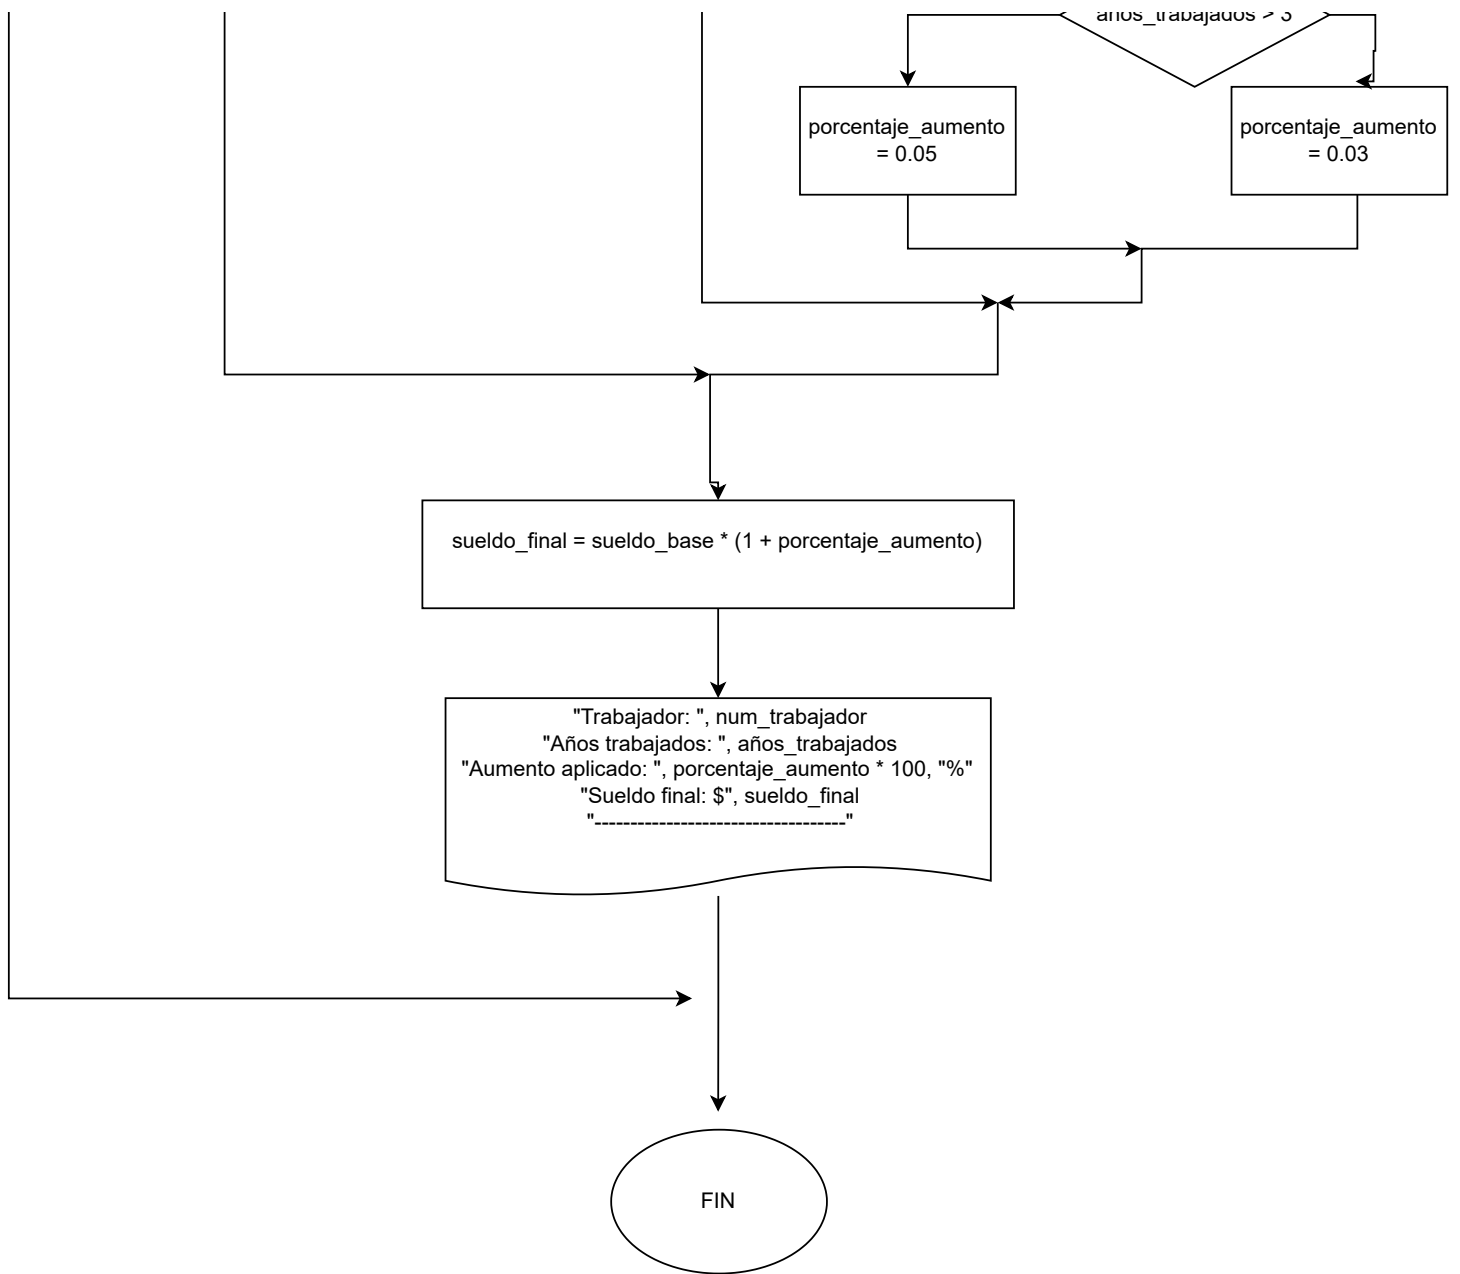 años_trabajados > 3
porcentaje_aumento
= 0.05
porcentaje_aumento
= 0.03
sueldo_final = sueldo_base * (1 + porcentaje_aumento)
"Trabajador: ", num_trabajador
"Años trabajados: ", años_trabajados
"Aumento aplicado: ", porcentaje_aumento * 100, "%"
"Sueldo final: $", sueldo_final
"-----------------------------------"
FIN